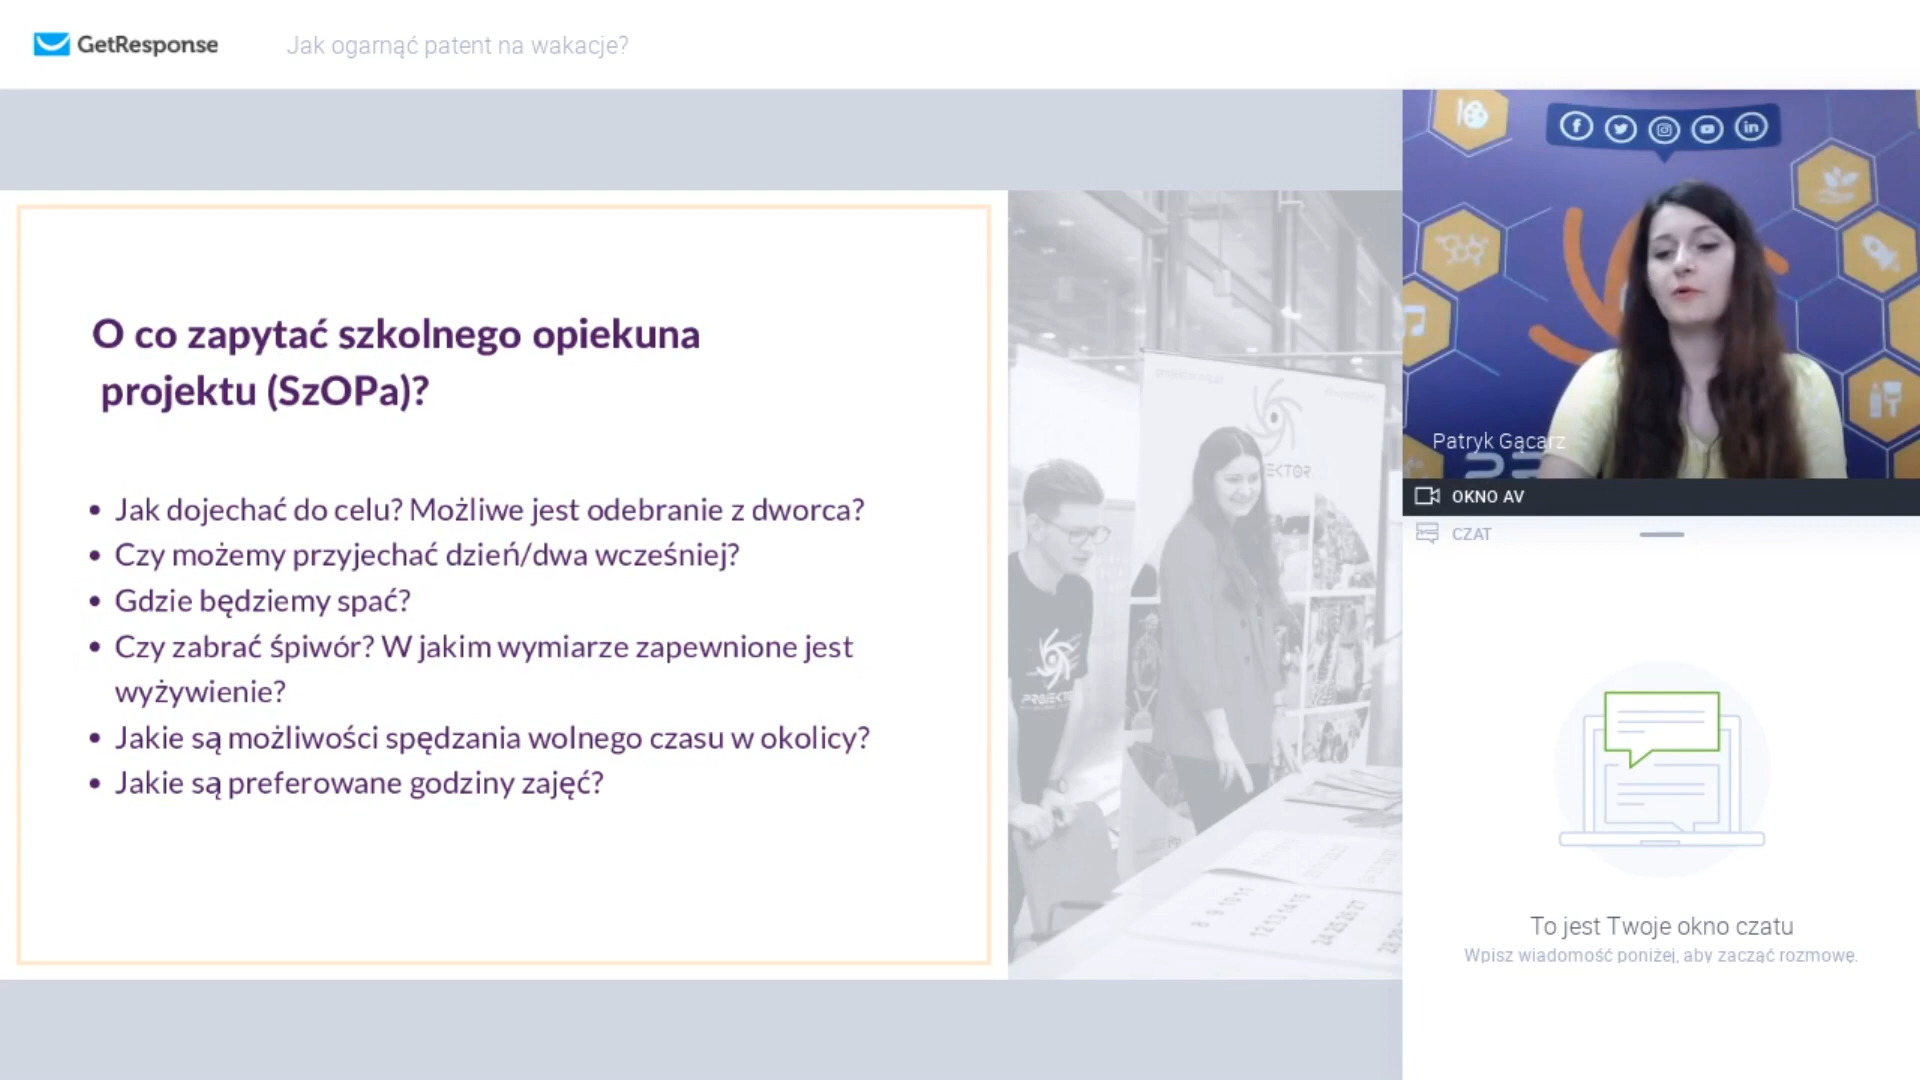 GetResponse
Jak ogarnąć patent na wakacje?
O co zapytać szkolnego opiekuna
projektu (SzOPa)?
• Jak dojechać do celu? Możliwe jest odebranie z dworca?
• Czy możemy przyjechać dzień/dwa wcześniej?
• Gdzie będziemy spać?
• Czy zabrać śpiwór? W jakim wymiarze zapewnione jest
wyżywienie?
• Jakie są możliwości spędzania wolnego czasu w okolicy?
• Jakie są preferowane godziny zajęć?
Patryk Gącarz
OKNO AV
CZAT
To jest Twoje okno czatu
Wpisz wiadomość poniżej, aby zacząć rozmowę.